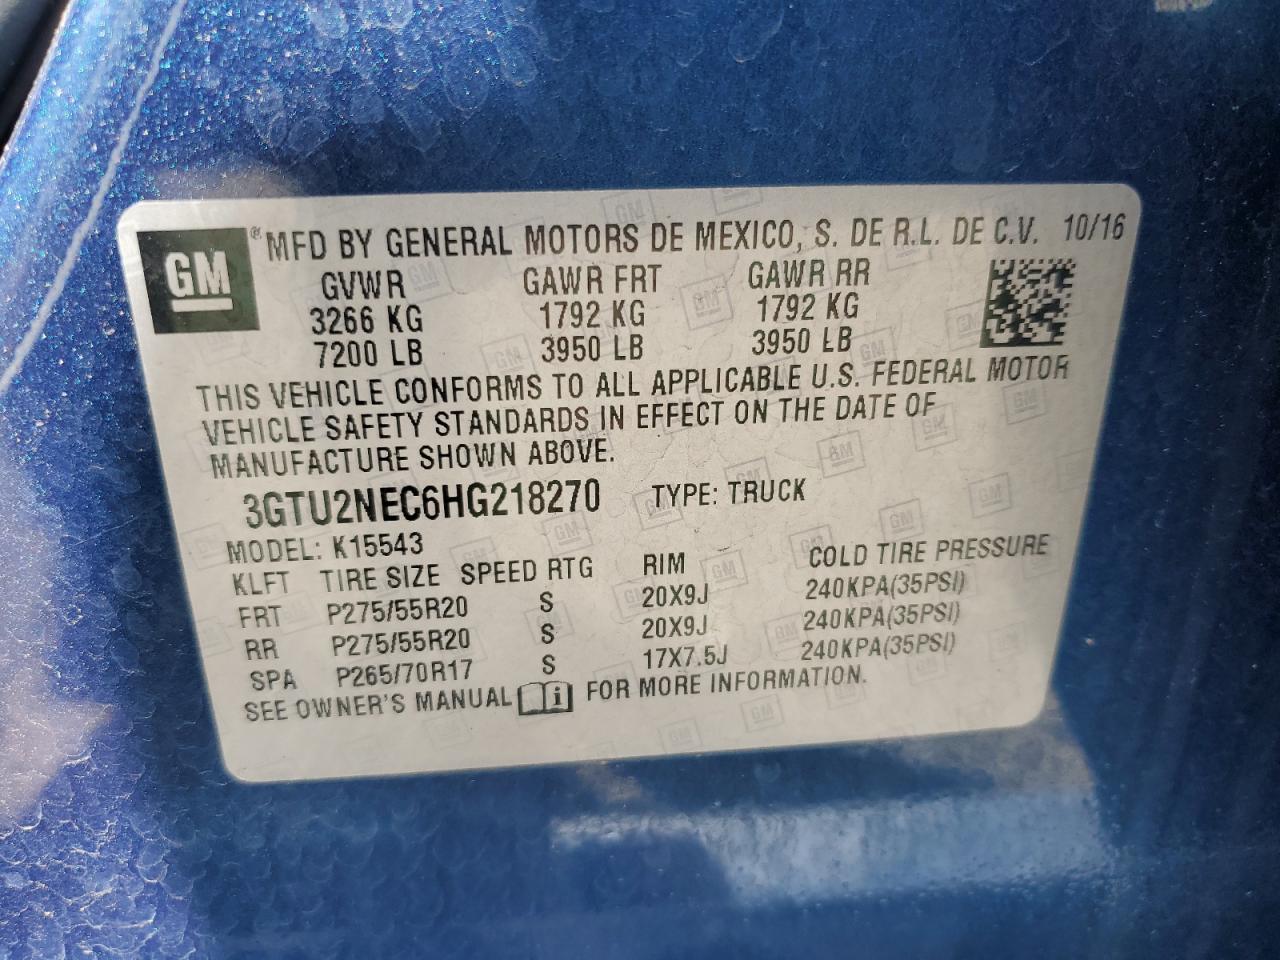 GM ® MFD BY GENERAL MOTORS DE MEXICO, S. DE R.L. DE C.V. 10/16
GVWR GAWR FRT GAWR RR
3266 KG 1792 KG 1792 KG
7200 LB 3950 LB 3950 LB
THIS VEHICLE CONFORMS TO ALL APPLICABLE U.S. FEDERAL MOTOR
VEHICLE SAFETY STANDARDS IN EFFECT ON THE DATE OF
MANUFACTURE SHOWN ABOVE.
3GTU2NEC6HG218270 TYPE: TRUCK
MODEL: K15543
KLFT TIRE SIZE SPEED RTG RIM COLD TIRE PRESSURE
FRT P275/55R20 S 20X9J 240KPA(35PSI)
RR P275/55R20 S 20X9J 240KPA(35PSI)
SPA P265/70R17 S 17X7.5J 240KPA(35PSI)
SEE OWNER'S MANUAL i FOR MORE INFORMATION.